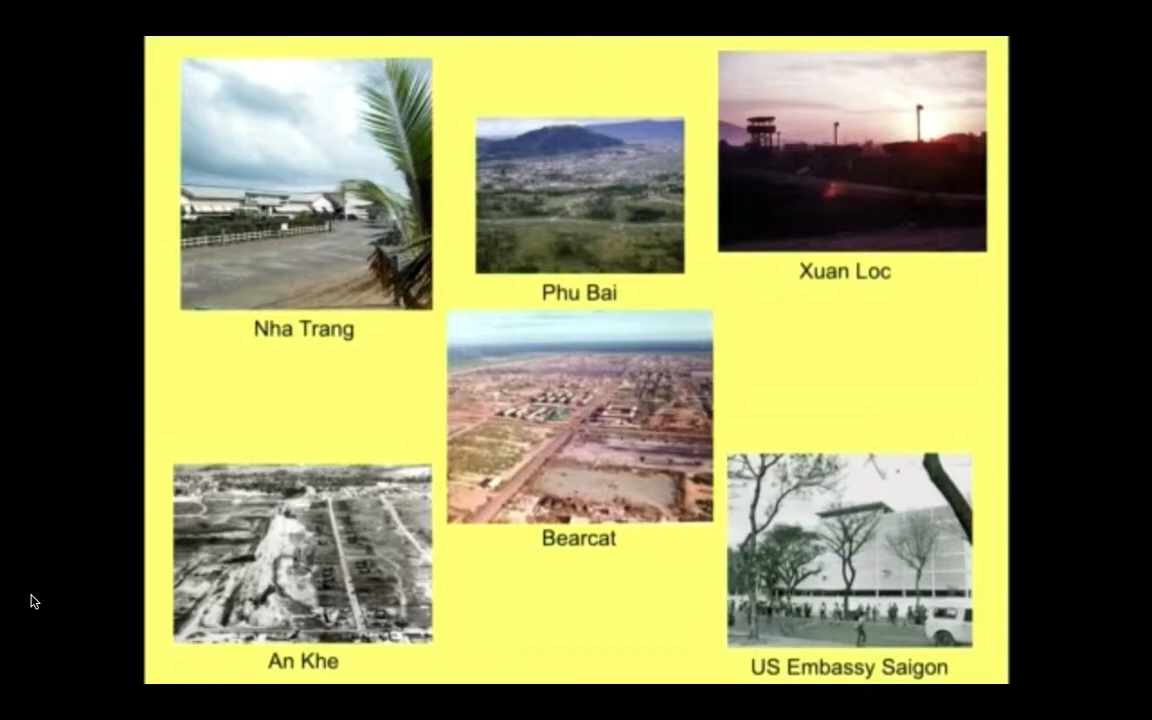 Nha Trang
Phu Bai
Xuan Loc
Bearcat
An Khe
US Embassy Saigon